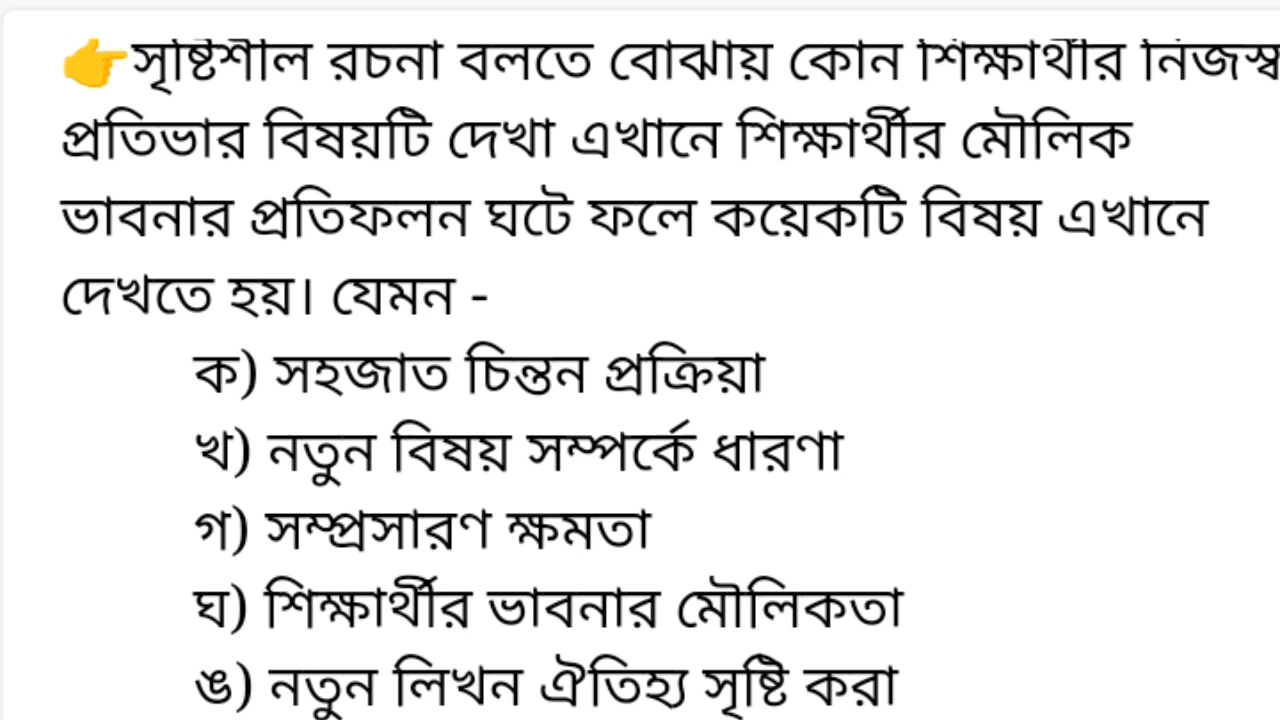 👉সৃষ্টিশীল রচনা বলতে বোঝায় কোন শিক্ষার্থীর নিজস্ব
প্রতিভার বিষয়টি দেখা এখানে শিক্ষার্থীর মৌলিক
ভাবনার প্রতিফলন ঘটে ফলে কয়েকটি বিষয় এখানে
দেখতে হয়। যেমন -
ক) সহজাত চিন্তন প্রক্রিয়া
খ) নতুন বিষয় সম্পর্কে ধারণা
গ) সম্প্রসারণ ক্ষমতা
ঘ) শিক্ষার্থীর ভাবনার মৌলিকতা
ঙ) নতুন লিখন ঐতিহ্য সৃষ্টি করা